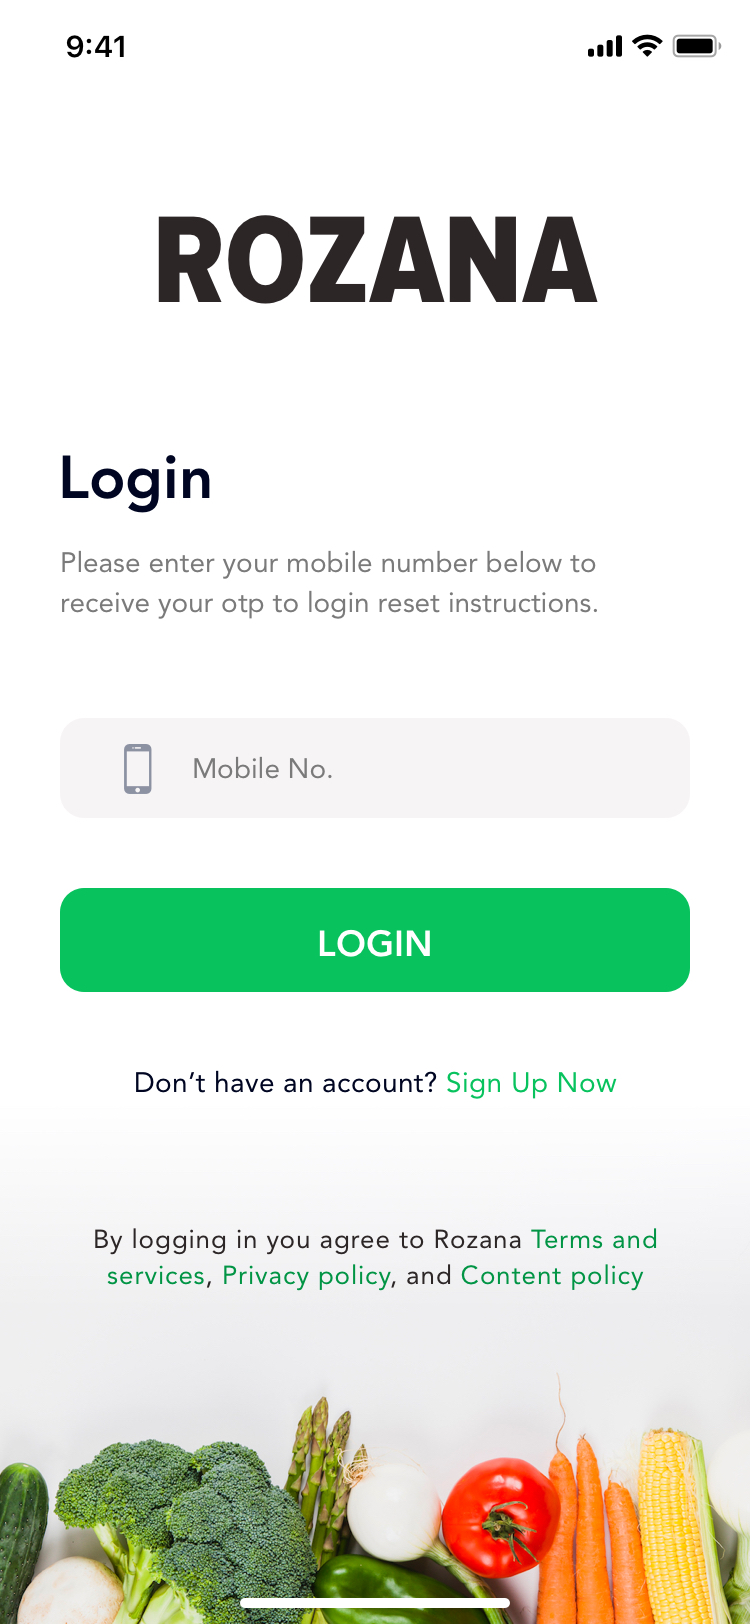 9:41
ROZANA
Login
Please enter your mobile number below to
receive your otp to login reset instructions.
Mobile No.
LOGIN
Don’t have an account? Sign Up Now
By logging in you agree to Rozana Terms and
services, Privacy policy, and Content policy